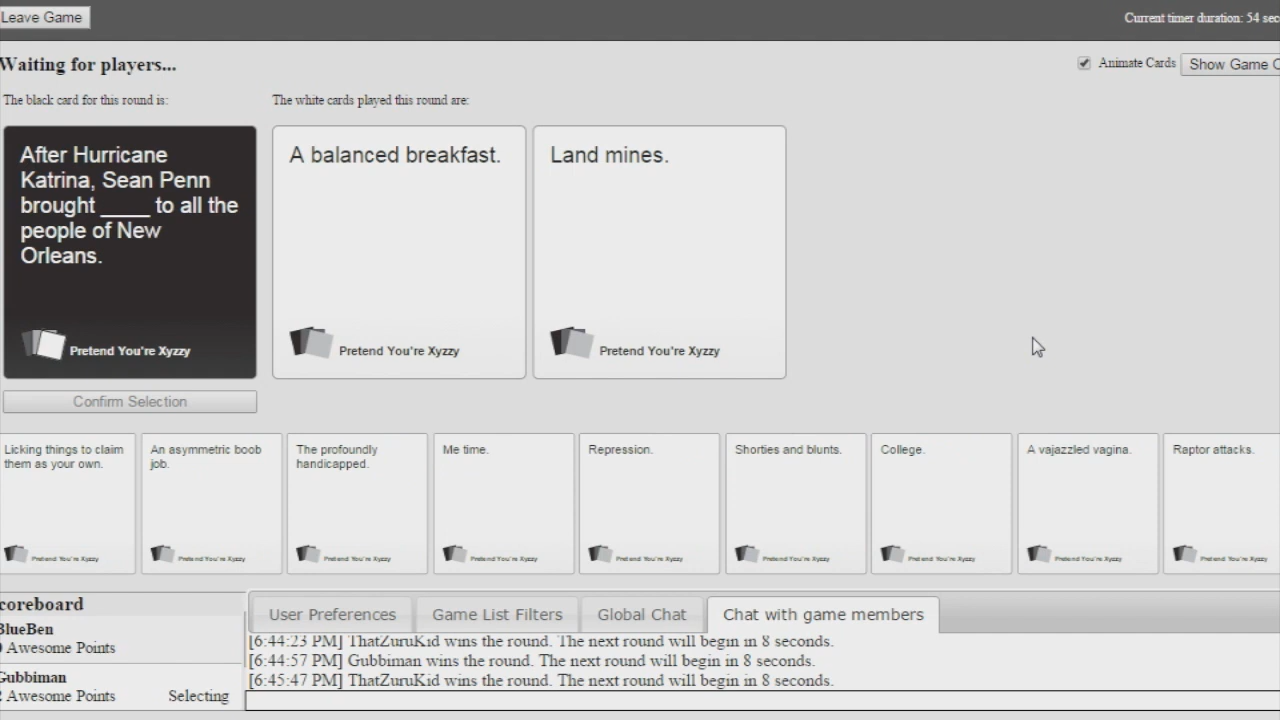 Leave Game
Current timer duration: 54 sec
Waiting for players...
Animate Cards
Show Game
The black card for this round is:
The white cards played this round are:
After Hurricane
Katrina, Sean Penn
brought ____ to all the
people of New
Orleans.
Pretend You're Xyzzy
A balanced breakfast.
Pretend You're Xyzzy
Land mines.
Pretend You're Xyzzy
Confirm Selection
Licking things to claim
them as your own.
Pretend You're Xyzzy
An asymmetric boob
job.
Pretend You're Xyzzy
The profoundly
handicapped.
Pretend You're Xyzzy
Me time.
Pretend You're Xyzzy
Repression.
Pretend You're Xyzzy
Shorties and blunts.
Pretend You're Xyzzy
College.
Pretend You're Xyzzy
A vajazzled vagina.
Pretend You're Xyzzy
Raptor attacks.
Pretend You're Xyzzy
coreboard
BlueBen
0 Awesome Points
Gubbiman
2 Awesome Points
Selecting
User Preferences
Game List Filters
Global Chat
Chat with game members
[6:44:23 PM] ThatZuruKid wins the round. The next round will begin in 8 seconds.
[6:44:57 PM] Gubbiman wins the round. The next round will begin in 8 seconds.
[6:45:47 PM] ThatZuruKid wins the round. The next round will begin in 8 seconds.